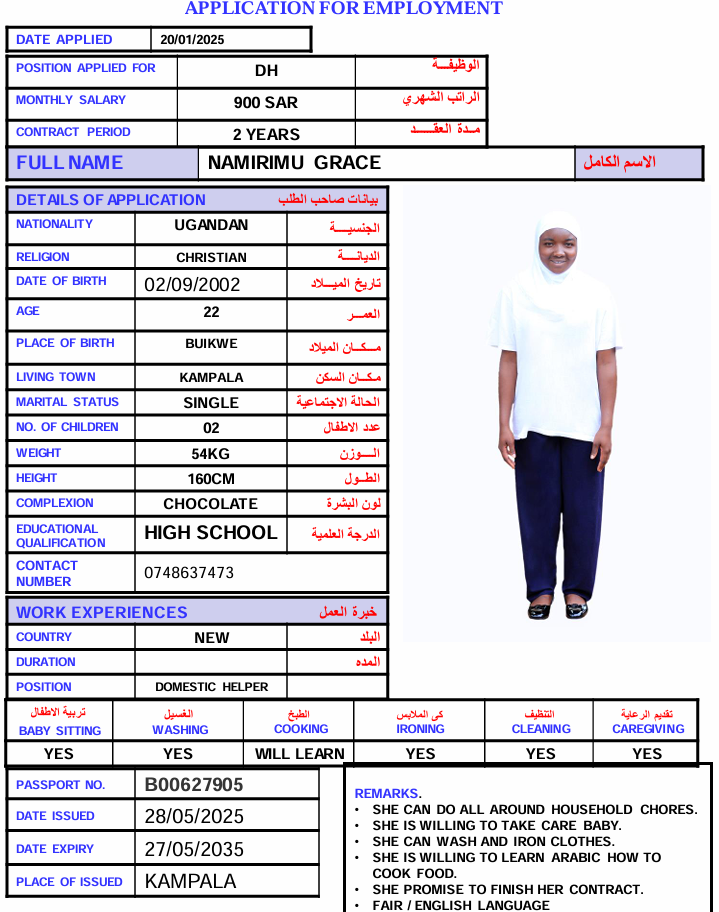 APPLICATION FOR EMPLOYMENT
DATE APPLIED 20/01/2025
POSITION APPLIED FOR DH الوظيفـــة
MONTHLY SALARY 900 SAR الراتب الشهري
CONTRACT PERIOD 2 YEARS مـدة العقــــد
FULL NAME NAMIRIMU GRACE الاسم الكامل
DETAILS OF APPLICATION بيانات صاحب الطلب
NATIONALITY UGANDAN الجنسيــــة
RELIGION CHRISTIAN الديانــــة
DATE OF BIRTH 02/09/2002 تاريخ الميــلاد
AGE 22 العمــر
PLACE OF BIRTH BUIKWE مــكــان الميلاد
LIVING TOWN KAMPALA مـكــان السكن
MARITAL STATUS SINGLE الحالة الاجتماعية
NO. OF CHILDREN 02 عدد الاطفال
WEIGHT 54KG الــــوزن
HEIGHT 160CM الطــول
COMPLEXION CHOCOLATE لون البشرة
EDUCATIONAL QUALIFICATION HIGH SCHOOL الدرجة العلمية
CONTACT NUMBER 0748637473
WORK EXPERIENCES خبرة العمل
COUNTRY NEW البلد
DURATION المده
POSITION DOMESTIC HELPER
تربية الاطفال الغسيل الطبخ كى الملابس التنظيف تقديم الرعاية
BABY SITTING WASHING COOKING IRONING CLEANING CAREGIVING
YES YES WILL LEARN YES YES YES
PASSPORT NO. B00627905
DATE ISSUED 28/05/2025
DATE EXPIRY 27/05/2035
PLACE OF ISSUED KAMPALA
REMARKS.
• SHE CAN DO ALL AROUND HOUSEHOLD CHORES.
• SHE IS WILLING TO TAKE CARE BABY.
• SHE CAN WASH AND IRON CLOTHES.
• SHE IS WILLING TO LEARN ARABIC HOW TO
COOK FOOD.
• SHE PROMISE TO FINISH HER CONTRACT.
• FAIR / ENGLISH LANGUAGE